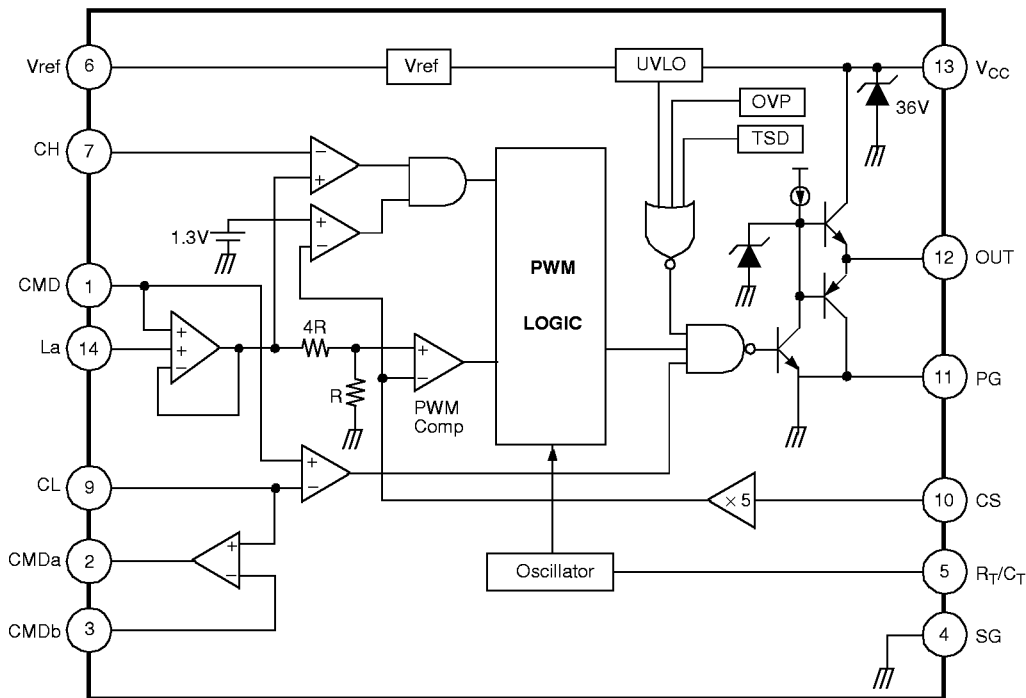 Vref 6 Vref UVLO 13 VCC
OVP 36V
CH 7 − TSD
+
1.3V −
CMD 1 PWM 12 OUT
LOGIC
La 14 + + − 4R + −
R PWM
Comp
11 PG
CL 9 + − × 5 10 CS
CMDa 2 + − Oscillator 5 RT/CT
CMDb 3 4 SG